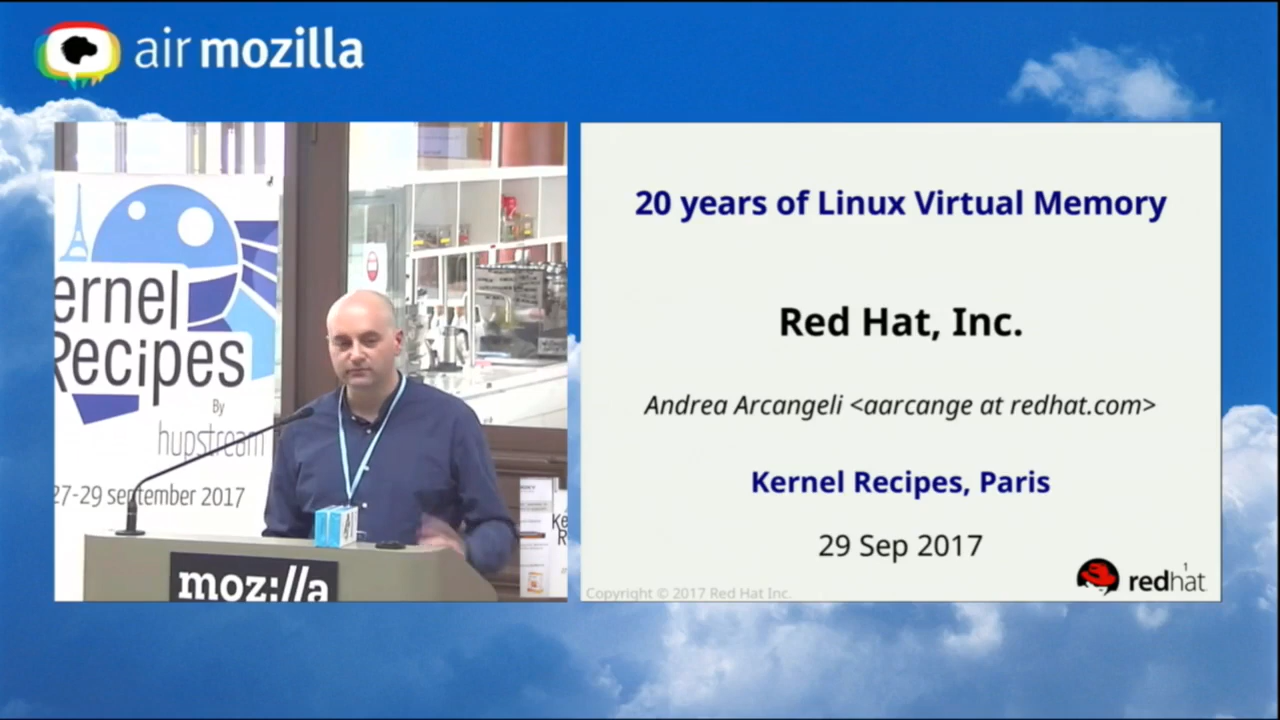 air mozilla
ernel
Recipes
By
hupstream
27-29 september 2017
moz://a
20 years of Linux Virtual Memory
Red Hat, Inc.
Andrea Arcangeli <aarcange at redhat.com>
Kernel Recipes, Paris
29 Sep 2017
1
redhat
Copyright © 2017 Red Hat Inc.